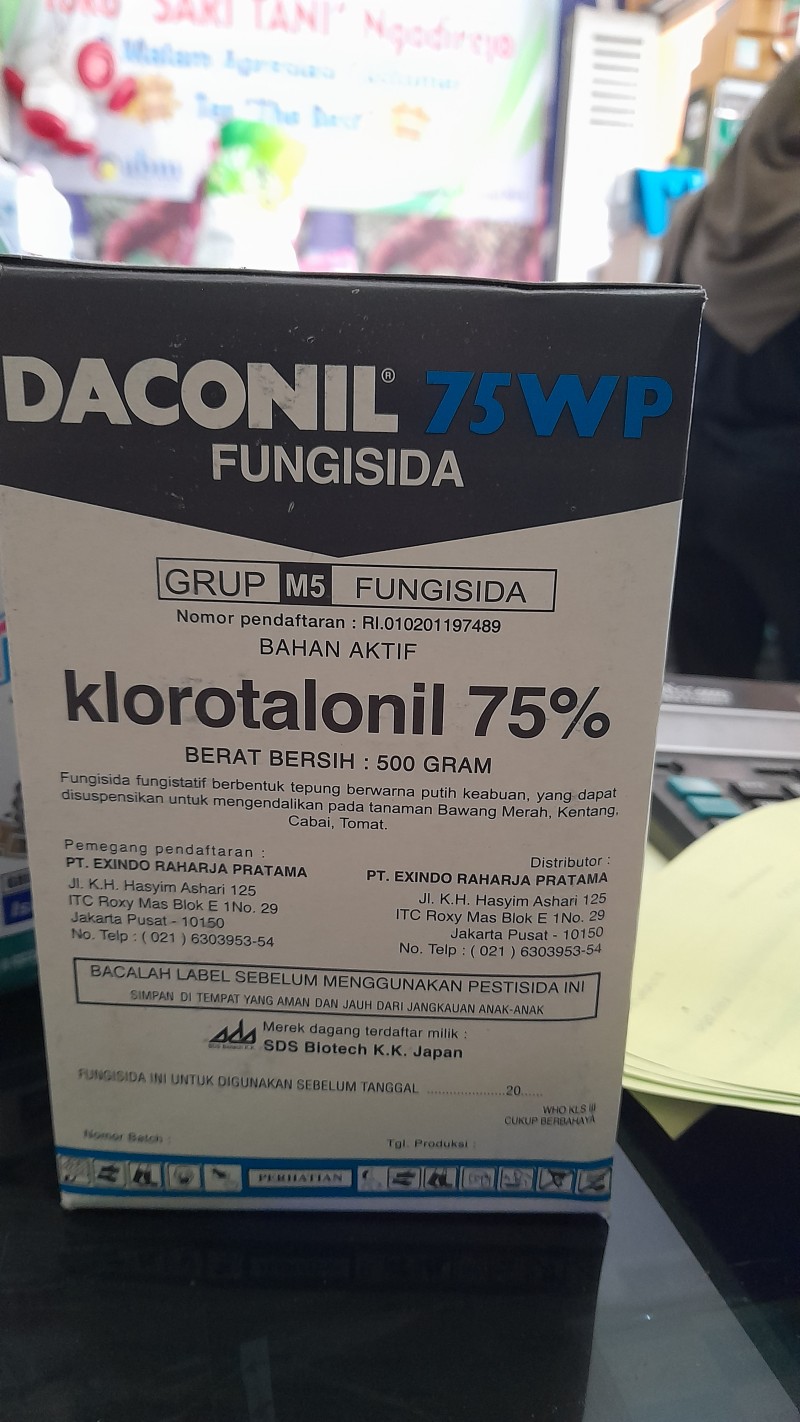 TOKO "SARI TANI" Ngadirejo
Malam Apresiasi
DACONIL® 75WP
FUNGISIDA
GRUP M5 FUNGISIDA
Nomor pendaftaran : RI.010201197489
BAHAN AKTIF
klorotalonil 75%
BERAT BERSIH : 500 GRAM
Fungisida fungistatif berbentuk tepung berwarna putih keabuan, yang dapat
disuspensikan untuk mengendalikan pada tanaman Bawang Merah, Kentang,
Cabai, Tomat.
Pemegang pendaftaran :
PT. EXINDO RAHARJA PRATAMA
Jl. K.H. Hasyim Ashari 125
ITC Roxy Mas Blok E 1No. 29
Jakarta Pusat - 10150
No. Telp : ( 021 ) 6303953-54
Distributor :
PT. EXINDO RAHARJA PRATAMA
Jl. K.H. Hasyim Ashari 125
ITC Roxy Mas Blok E 1No. 29
Jakarta Pusat - 10150
No. Telp : ( 021 ) 6303953-54
BACALAH LABEL SEBELUM MENGGUNAKAN PESTISIDA INI
SIMPAN DI TEMPAT YANG AMAN DAN JAUH DARI JANGKAUAN ANAK-ANAK
Merek dagang terdaftar milik :
SDS Biotech K.K. Japan
FUNGISIDA INI UNTUK DIGUNAKAN SEBELUM TANGGAL ......................20......
WHO KLS III
CUKUP BERBAHAYA
Nomor Batch :
Tgl. Produksi :
PERHATIAN